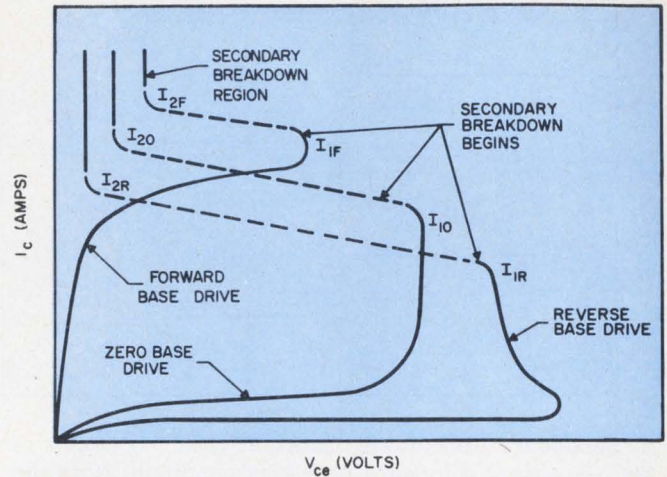 SECONDARY
BREAKDOWN
REGION
I2F
SECONDARY
BREAKDOWN
BEGINS
I20
I1F
I2R
I10
I1R
FORWARD
BASE DRIVE
REVERSE
BASE DRIVE
ZERO BASE
DRIVE
Ic (AMPS)
Vce (VOLTS)